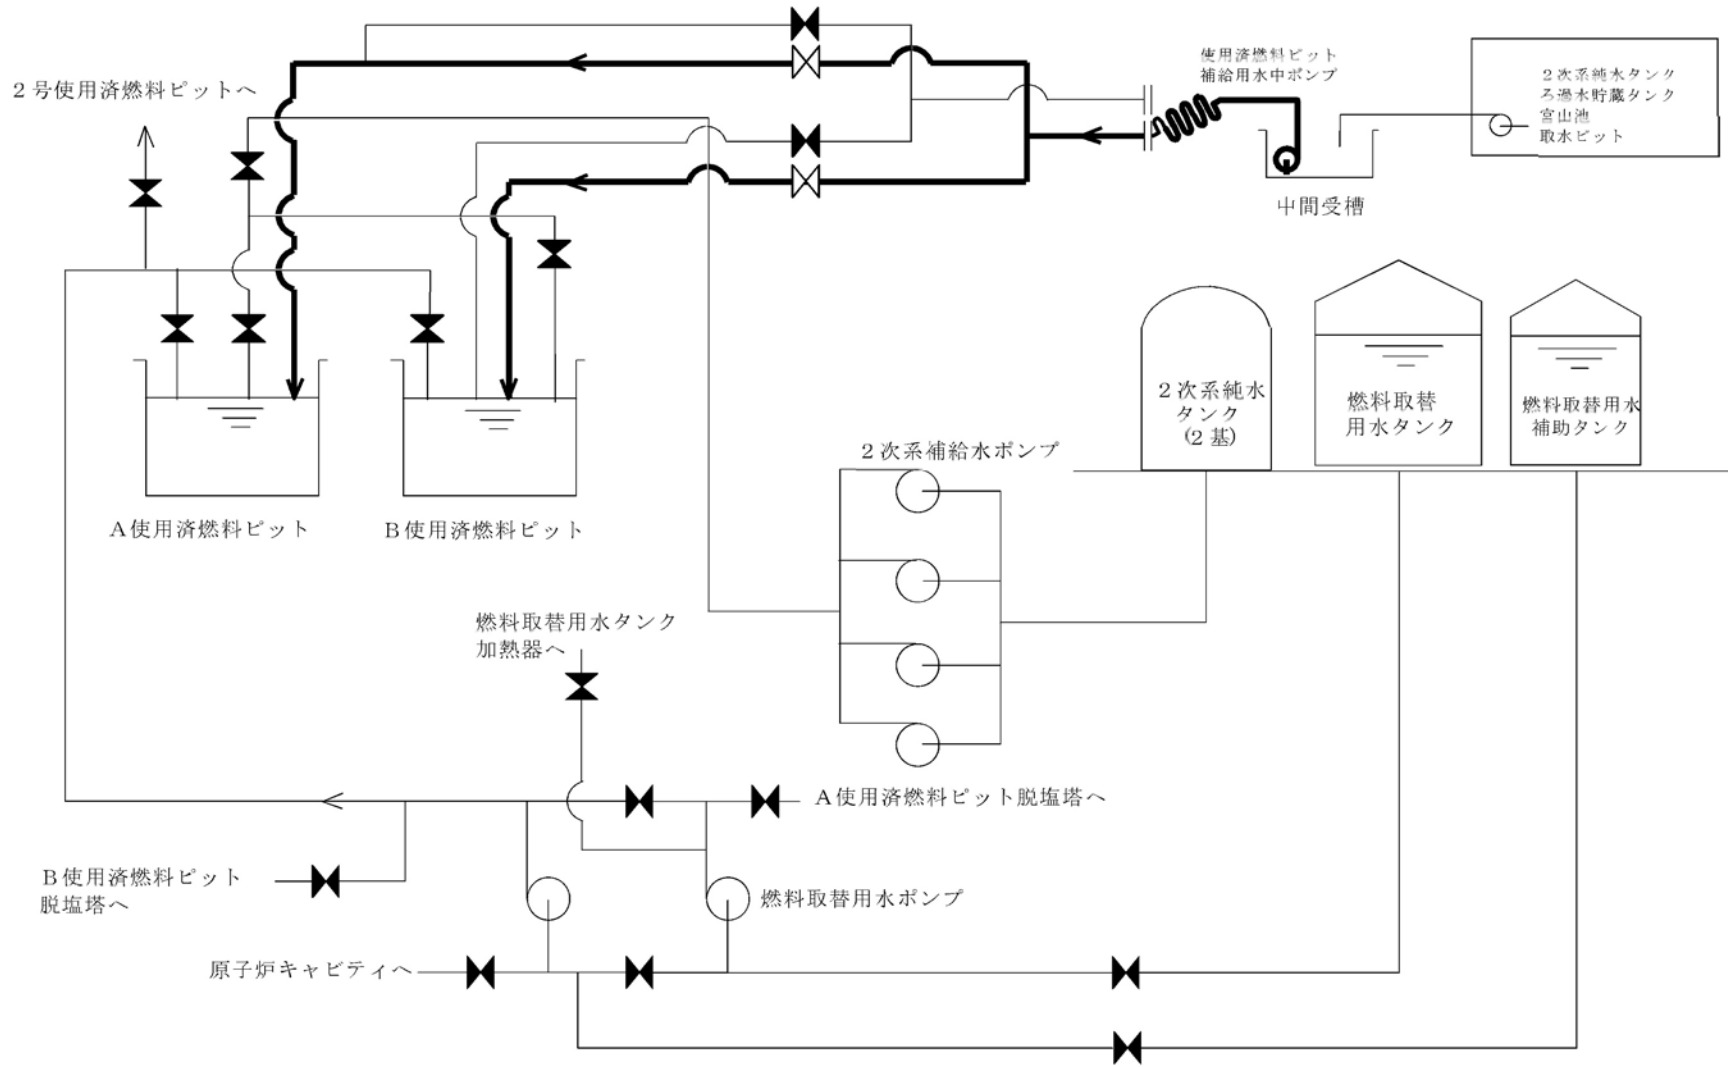 使用済燃料ピット
補給用水中ポンプ
２次系純水タンク
ろ過水貯蔵タンク
宮山池
取水ピット
２号使用済燃料ピットへ
中間受槽
２次系純水
タンク
(２基)
燃料取替
用水タンク
燃料取替用水
補助タンク
２次系補給水ポンプ
Ａ使用済燃料ピット
Ｂ使用済燃料ピット
燃料取替用水タンク
加熱器へ
Ａ使用済燃料ピット脱塩塔へ
Ｂ使用済燃料ピット
脱塩塔へ
燃料取替用水ポンプ
原子炉キャビティへ